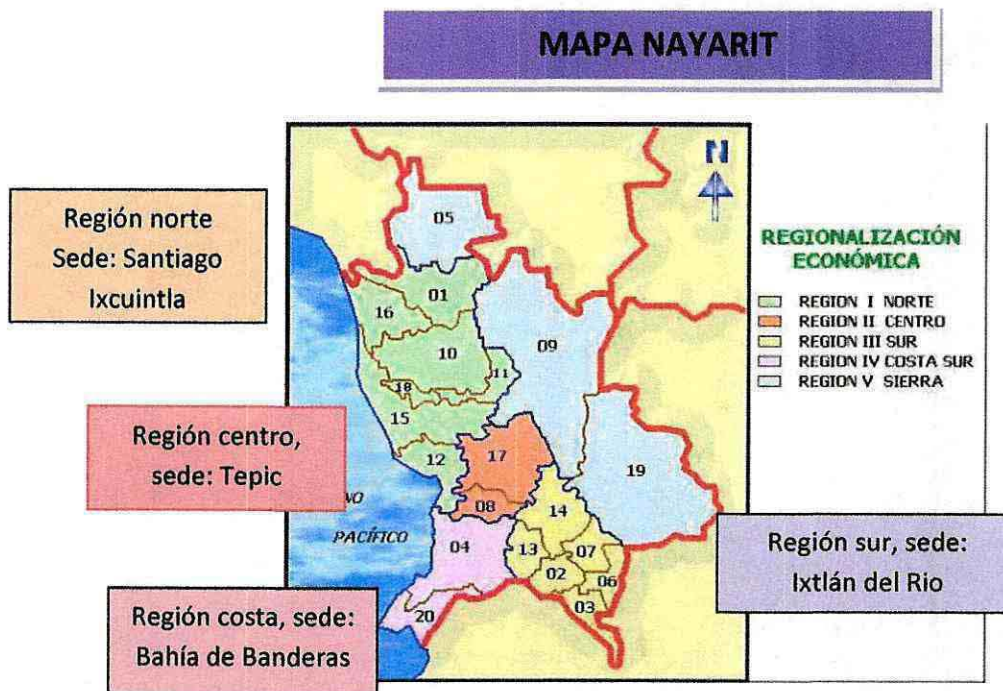 MAPA NAYARIT
Región norte
Sede: Santiago
Ixcuintla
Región centro,
sede: Tepic
Región costa, sede:
Bahía de Banderas
NO
PACÍFICO
N
05
01
16
10
09
11
18
15
12
17
08
19
14
04
13
07
02
06
03
20
REGIONALIZACIÓN
ECONÓMICA
REGION I NORTE
REGION II CENTRO
REGION III SUR
REGION IV COSTA SUR
REGION V SIERRA
Región sur, sede:
Ixtlán del Rio